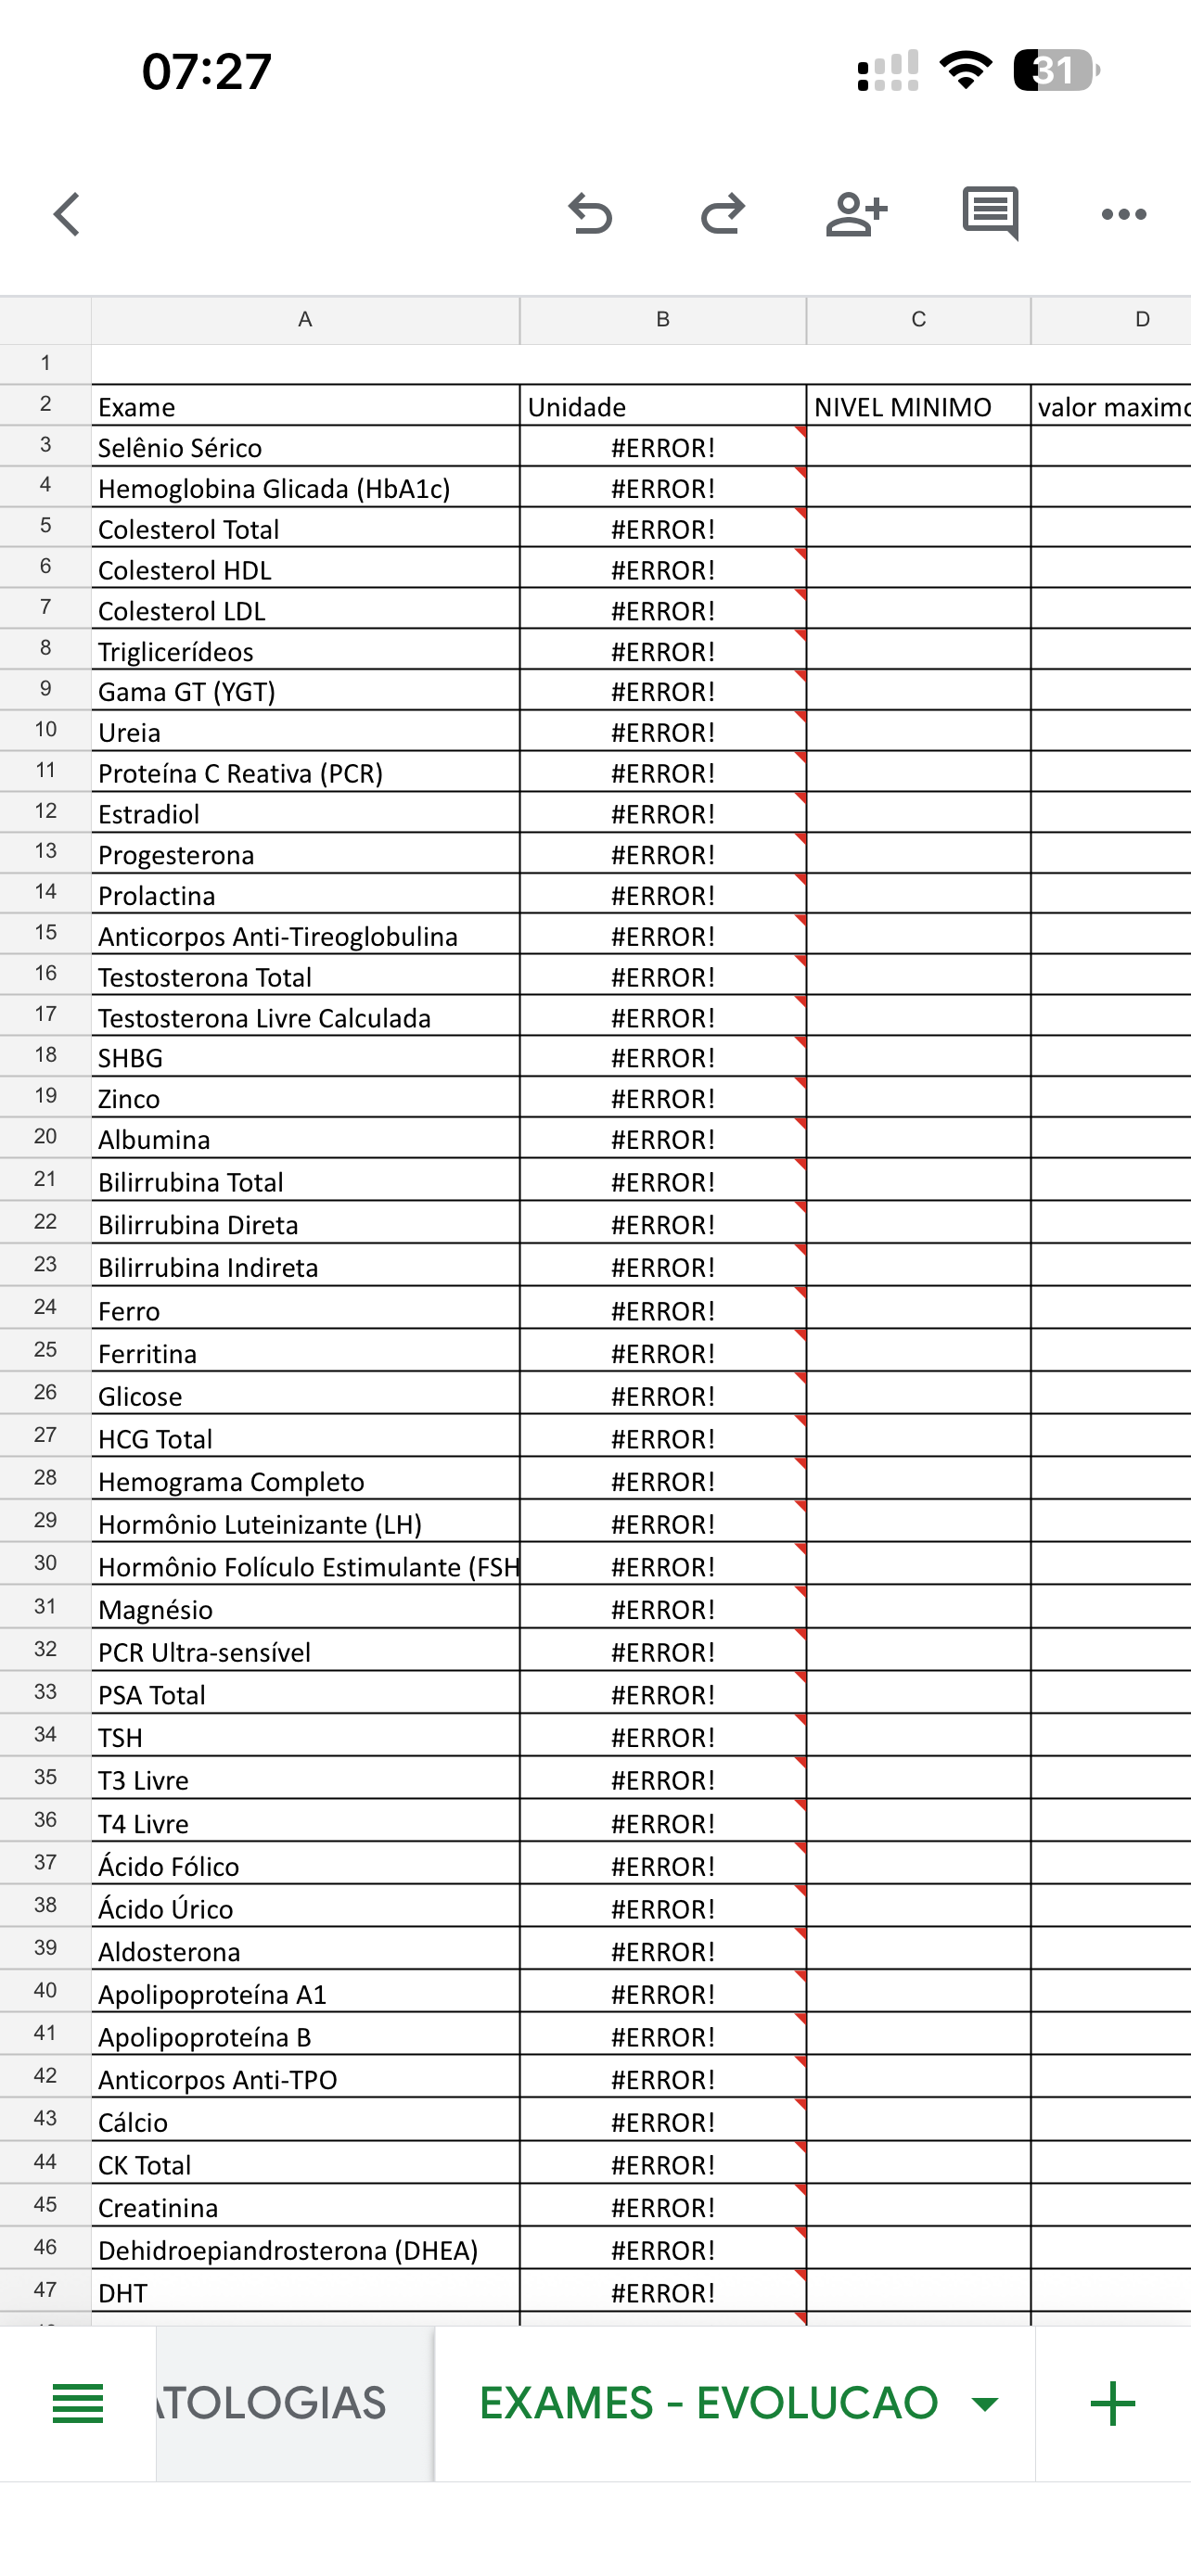 07:27
31
A B C D
1
2 Exame Unidade NIVEL MINIMO valor maximo
3 Selênio Sérico #ERROR!
4 Hemoglobina Glicada (HbA1c) #ERROR!
5 Colesterol Total #ERROR!
6 Colesterol HDL #ERROR!
7 Colesterol LDL #ERROR!
8 Triglicerídeos #ERROR!
9 Gama GT (YGT) #ERROR!
10 Ureia #ERROR!
11 Proteína C Reativa (PCR) #ERROR!
12 Estradiol #ERROR!
13 Progesterona #ERROR!
14 Prolactina #ERROR!
15 Anticorpos Anti-Tireoglobulina #ERROR!
16 Testosterona Total #ERROR!
17 Testosterona Livre Calculada #ERROR!
18 SHBG #ERROR!
19 Zinco #ERROR!
20 Albumina #ERROR!
21 Bilirrubina Total #ERROR!
22 Bilirrubina Direta #ERROR!
23 Bilirrubina Indireta #ERROR!
24 Ferro #ERROR!
25 Ferritina #ERROR!
26 Glicose #ERROR!
27 HCG Total #ERROR!
28 Hemograma Completo #ERROR!
29 Hormônio Luteinizante (LH) #ERROR!
30 Hormônio Folículo Estimulante (FSH #ERROR!
31 Magnésio #ERROR!
32 PCR Ultra-sensível #ERROR!
33 PSA Total #ERROR!
34 TSH #ERROR!
35 T3 Livre #ERROR!
36 T4 Livre #ERROR!
37 Ácido Fólico #ERROR!
38 Ácido Úrico #ERROR!
39 Aldosterona #ERROR!
40 Apolipoproteína A1 #ERROR!
41 Apolipoproteína B #ERROR!
42 Anticorpos Anti-TPO #ERROR!
43 Cálcio #ERROR!
44 CK Total #ERROR!
45 Creatinina #ERROR!
46 Dehidroepiandrosterona (DHEA) #ERROR!
47 DHT #ERROR!
ATOLOGIAS EXAMES - EVOLUCAO